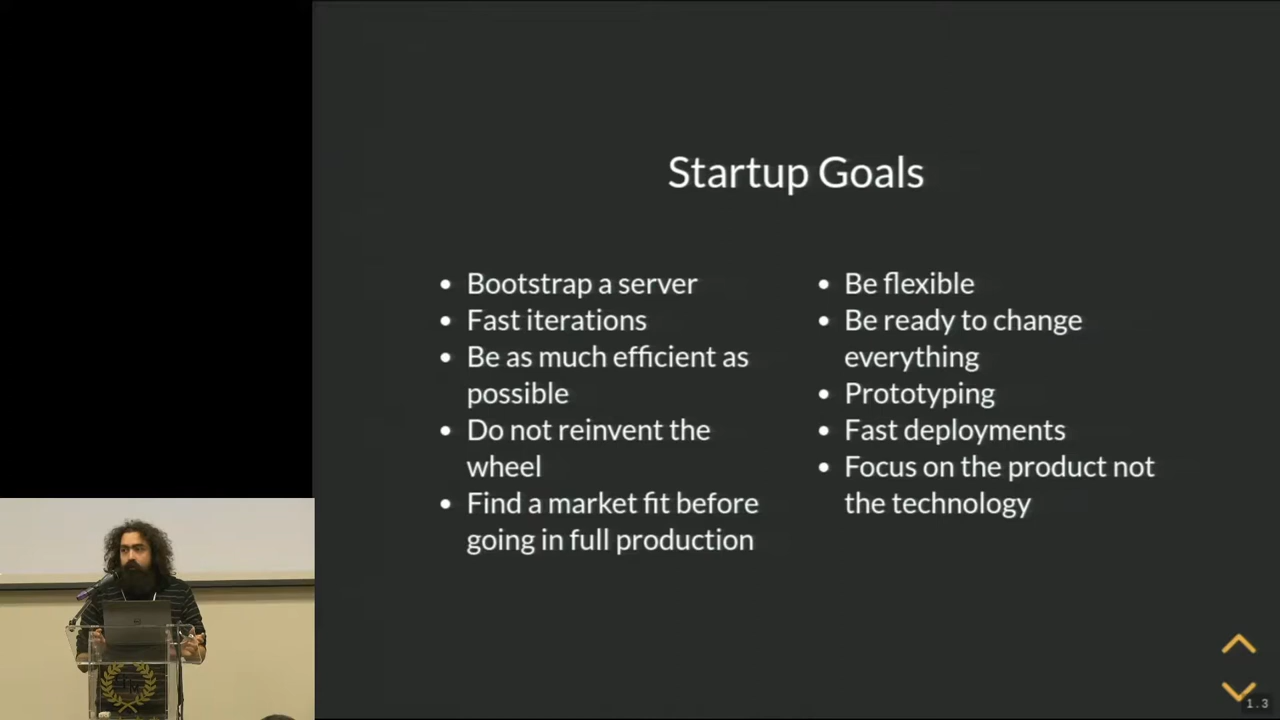 Startup Goals
Bootstrap a server
Fast iterations
Be as much efficient as
possible
Do not reinvent the
wheel
Find a market fit before
going in full production
Be flexible
Be ready to change
everything
Prototyping
Fast deployments
Focus on the product not
the technology
1.3